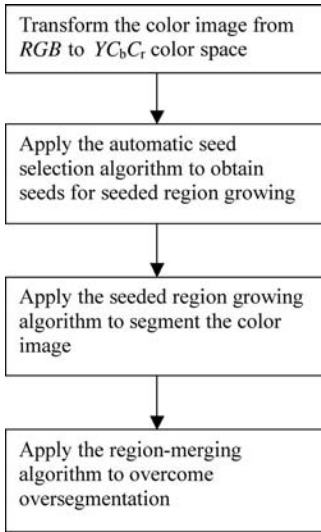 Transform the color image from
RGB to YCbCr color space
Apply the automatic seed
selection algorithm to obtain
seeds for seeded region growing
Apply the seeded region growing
algorithm to segment the color
image
Apply the region-merging
algorithm to overcome
oversegmentation